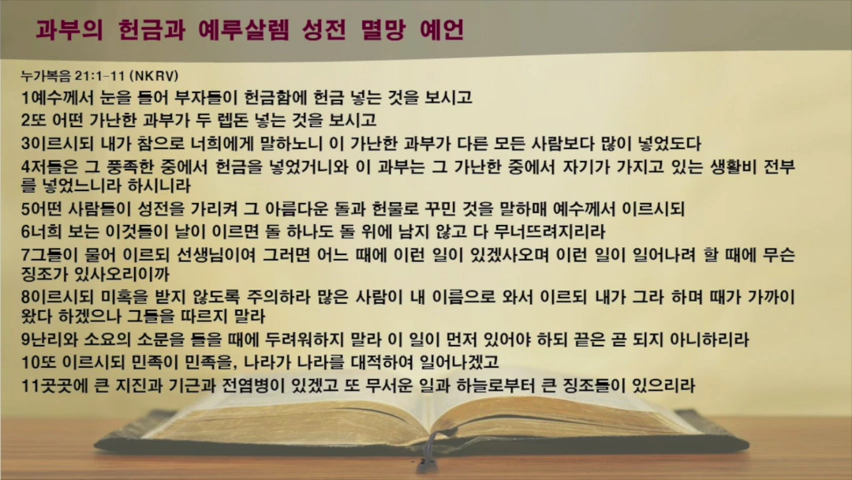 과부의 헌금과 예루살렘 성전 멸망 예언
누가복음 21:1-11 (NKRV)
1예수께서 눈을 들어 부자들이 헌금함에 헌금 넣는 것을 보시고
2또 어떤 가난한 과부가 두 렙돈 넣는 것을 보시고
3이르시되 내가 참으로 너희에게 말하노니 이 가난한 과부가 다른 모든 사람보다 많이 넣었도다
4저들은 그 풍족한 중에서 헌금을 넣었거니와 이 과부는 그 가난한 중에서 자기가 가지고 있는 생활비 전부
를 넣었느니라 하시니라
5어떤 사람들이 성전을 가리켜 그 아름다운 돌과 헌물로 꾸민 것을 말하매 예수께서 이르시되
6너희 보는 이것들이 날이 이르면 돌 하나도 돌 위에 남지 않고 다 무너뜨려지리라
7그들이 물어 이르되 선생님이여 그러면 어느 때에 이런 일이 있겠사오며 이런 일이 일어나려 할 때에 무슨
징조가 있사오리이까
8이르시되 미혹을 받지 않도록 주의하라 많은 사람이 내 이름으로 와서 이르되 내가 그라 하며 때가 가까이
왔다 하겠으나 그들을 따르지 말라
9난리와 소요의 소문을 들을 때에 두려워하지 말라 이 일이 먼저 있어야 하되 끝은 곧 되지 아니하리라
10또 이르시되 민족이 민족을, 나라가 나라를 대적하여 일어나겠고
11곳곳에 큰 지진과 기근과 전염병이 있겠고 또 무서운 일과 하늘로부터 큰 징조들이 있으리라